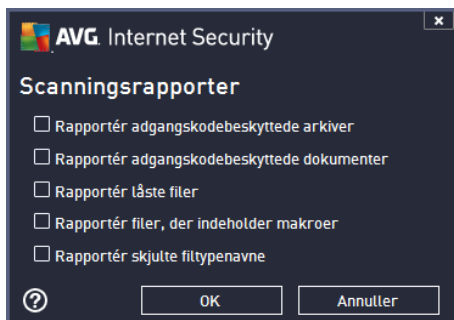 AVG. Internet Security
x
Scanningsrapporter
Rapportér adgangskodebeskyttede arkiver
Rapportér adgangskodebeskyttede dokumenter
Rapportér låste filer
Rapportér filer, der indeholder makroer
Rapportér skjulte filtypenavne
? OK Annuller